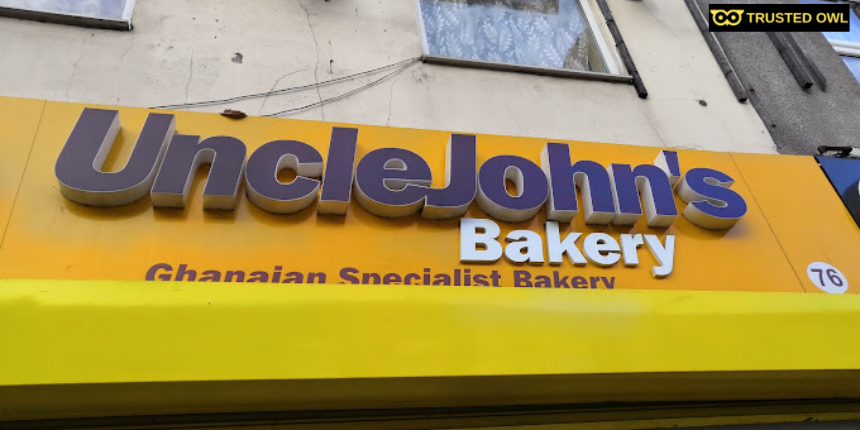 TRUSTED OWL
UncleJohn's
Bakery
Ghanaian Specialist Bakery
76